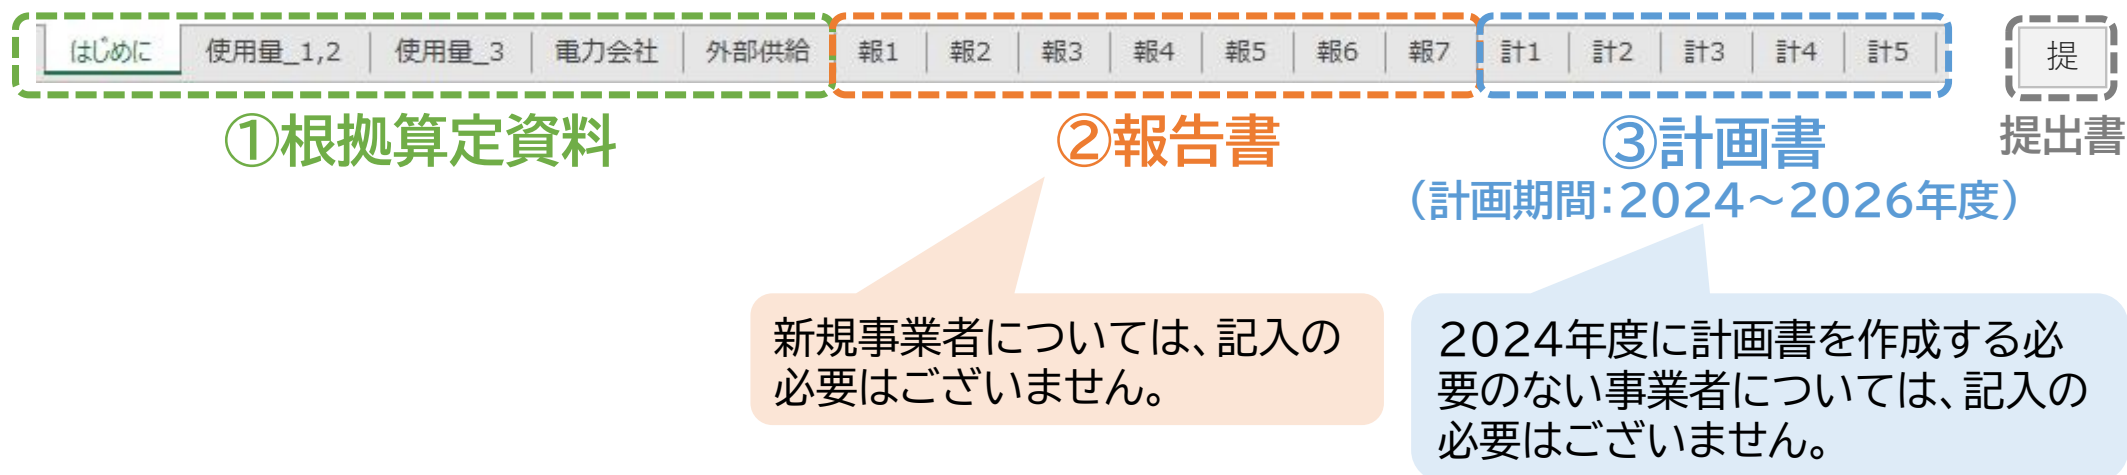 はじめに 使用量_1,2 使用量_3 電力会社 外部供給 報1 報2 報3 報4 報5 報6 報7 計1 計2 計3 計4 計5 提
①根拠算定資料 ②報告書 ③計画書 提出書
(計画期間:2024～2026年度)
新規事業者については、記入の
必要はございません。
2024年度に計画書を作成する必
要のない事業者については、記入の
必要はございません。